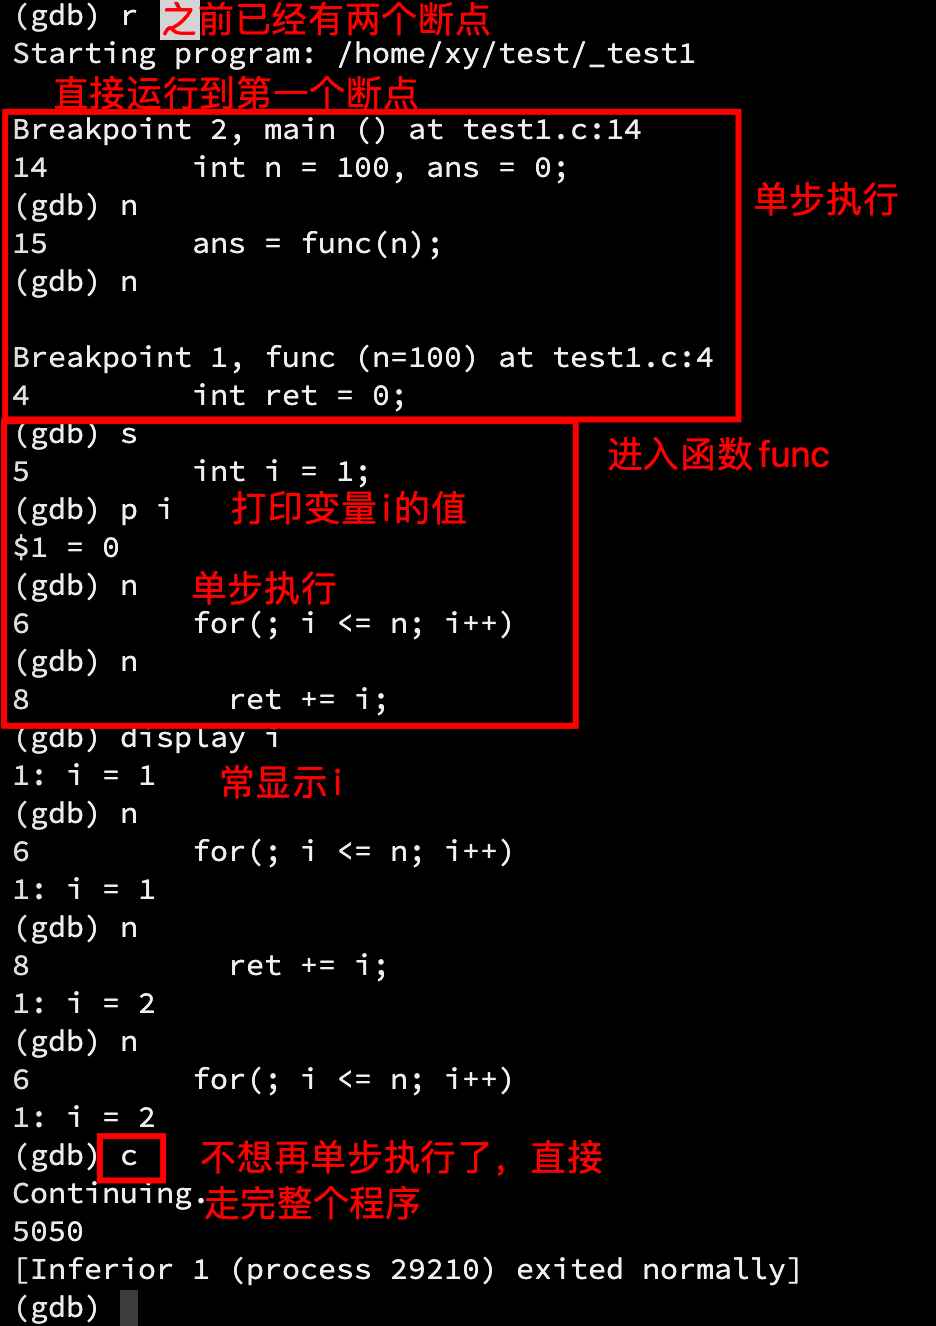 (gdb) r 之前已经有两个断点
Starting program: /home/xy/test/_test1
直接运行到第一个断点
Breakpoint 2, main () at test1.c:14
14        int n = 100, ans = 0;
(gdb) n
单步执行
15        ans = func(n);
(gdb) n
Breakpoint 1, func (n=100) at test1.c:4
4         int ret = 0;
(gdb) s
进入函数func
5         int i = 1;
(gdb) p i 打印变量i的值
$1 = 0
(gdb) n 单步执行
6         for(; i <= n; i++)
(gdb) n
8           ret += i;
(gdb) display i
1: i = 1 常显示i
(gdb) n
6         for(; i <= n; i++)
1: i = 1
(gdb) n
8           ret += i;
1: i = 2
(gdb) n
6         for(; i <= n; i++)
1: i = 2
(gdb) c 不想再单步执行了，直接
Continuing. 走完整个程序
5050
[Inferior 1 (process 29210) exited normally]
(gdb)